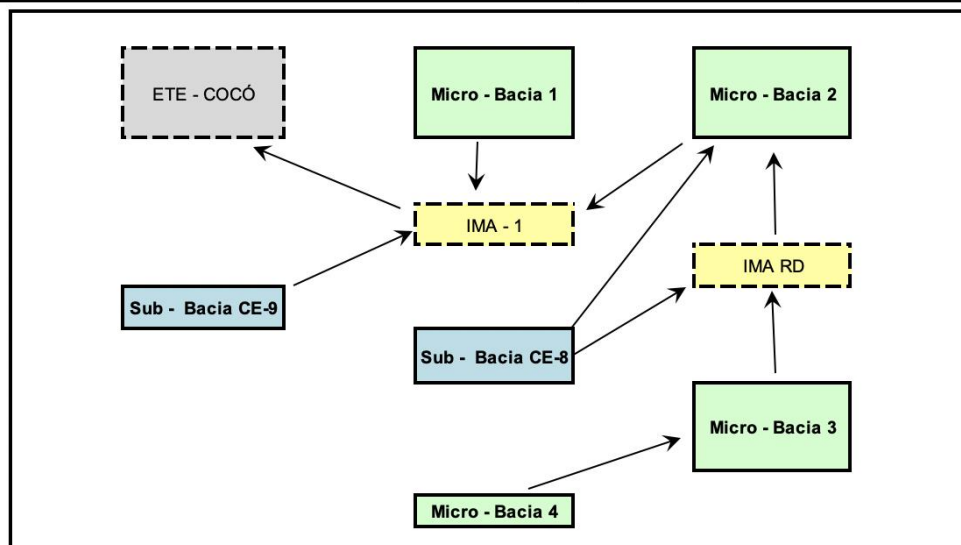 ETE - COCÓ
Micro - Bacia 1
Micro - Bacia 2
IMA - 1
IMA RD
Sub - Bacia CE-9
Sub - Bacia CE-8
Micro - Bacia 3
Micro - Bacia 4